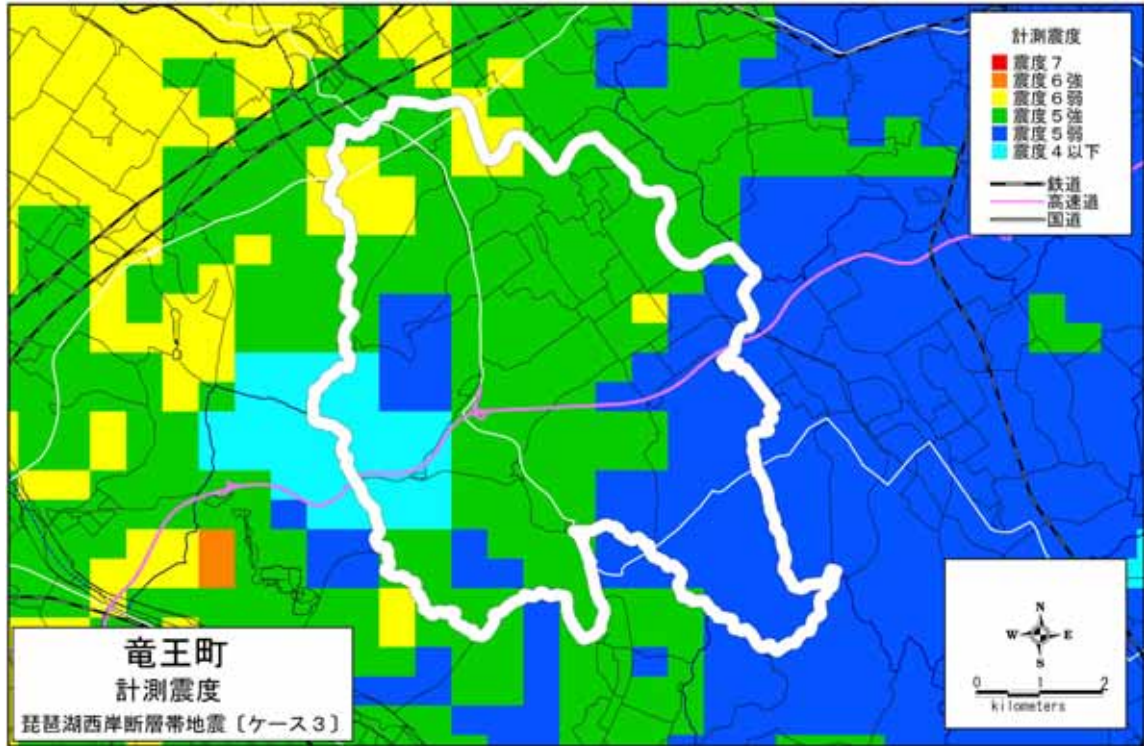 計測震度
震度7
震度6強
震度6弱
震度5強
震度5弱
震度4以下
鉄道
高速道
国道
竜王町
計測震度
琵琶湖西岸断層帯地震〔ケース3〕
N
W E
S
0 1 2
kilometers